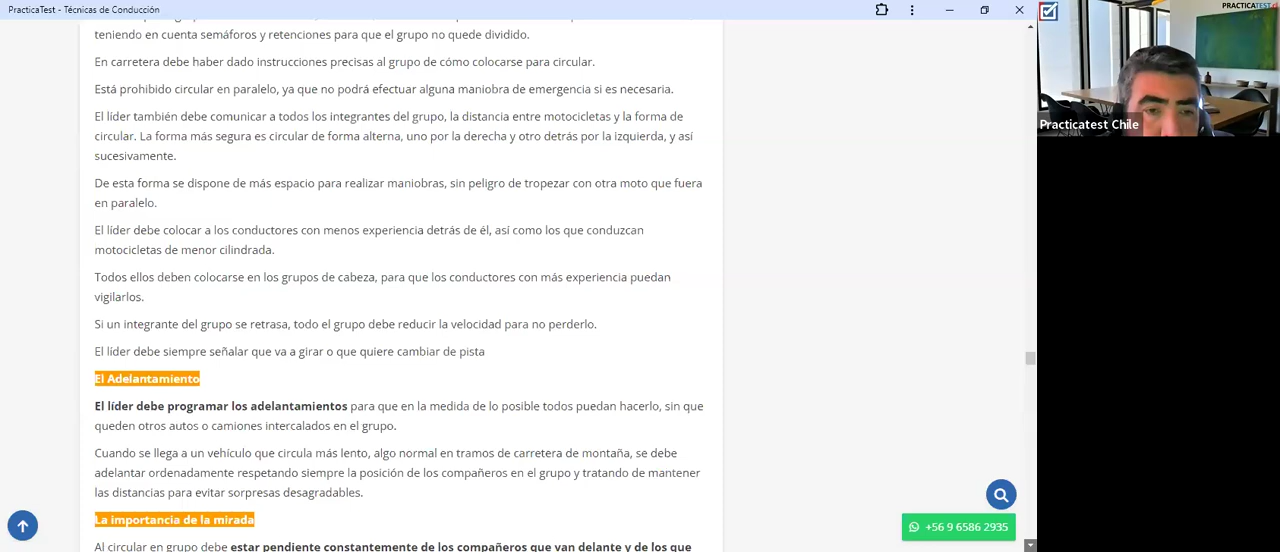 PracticaTest - Técnicas de Conducción
PRACTICATEST
teniendo en cuenta semáforos y retenciones para que el grupo no quede dividido.
En carretera debe haber dado instrucciones precisas al grupo de cómo colocarse para circular.
Está prohibido circular en paralelo, ya que no podrá efectuar alguna maniobra de emergencia si es necesaria.
El líder también debe comunicar a todos los integrantes del grupo, la distancia entre motocicletas y la forma de
circular. La forma más segura es circular de forma alterna, uno por la derecha y otro detrás por la izquierda, y así
sucesivamente.
Practicatest Chile
De esta forma se dispone de más espacio para realizar maniobras, sin peligro de tropezar con otra moto que fuera
en paralelo.
El líder debe colocar a los conductores con menos experiencia detrás de él, así como los que conduzcan
motocicletas de menor cilindrada.
Todos ellos deben colocarse en los grupos de cabeza, para que los conductores con más experiencia puedan
vigilarlos.
Si un integrante del grupo se retrasa, todo el grupo debe reducir la velocidad para no perderlo.
El líder debe siempre señalar que va a girar o que quiere cambiar de pista
El Adelantamiento
El líder debe programar los adelantamientos para que en la medida de lo posible todos puedan hacerlo, sin que
queden otros autos o camiones intercalados en el grupo.
Cuando se llega a un vehículo que circula más lento, algo normal en tramos de carretera de montaña, se debe
adelantar ordenadamente respetando siempre la posición de los compañeros en el grupo y tratando de mantener
las distancias para evitar sorpresas desagradables.
La importancia de la mirada
+56 9 6586 2935
Al circular en grupo debe estar pendiente constantemente de los compañeros que van delante y de los que